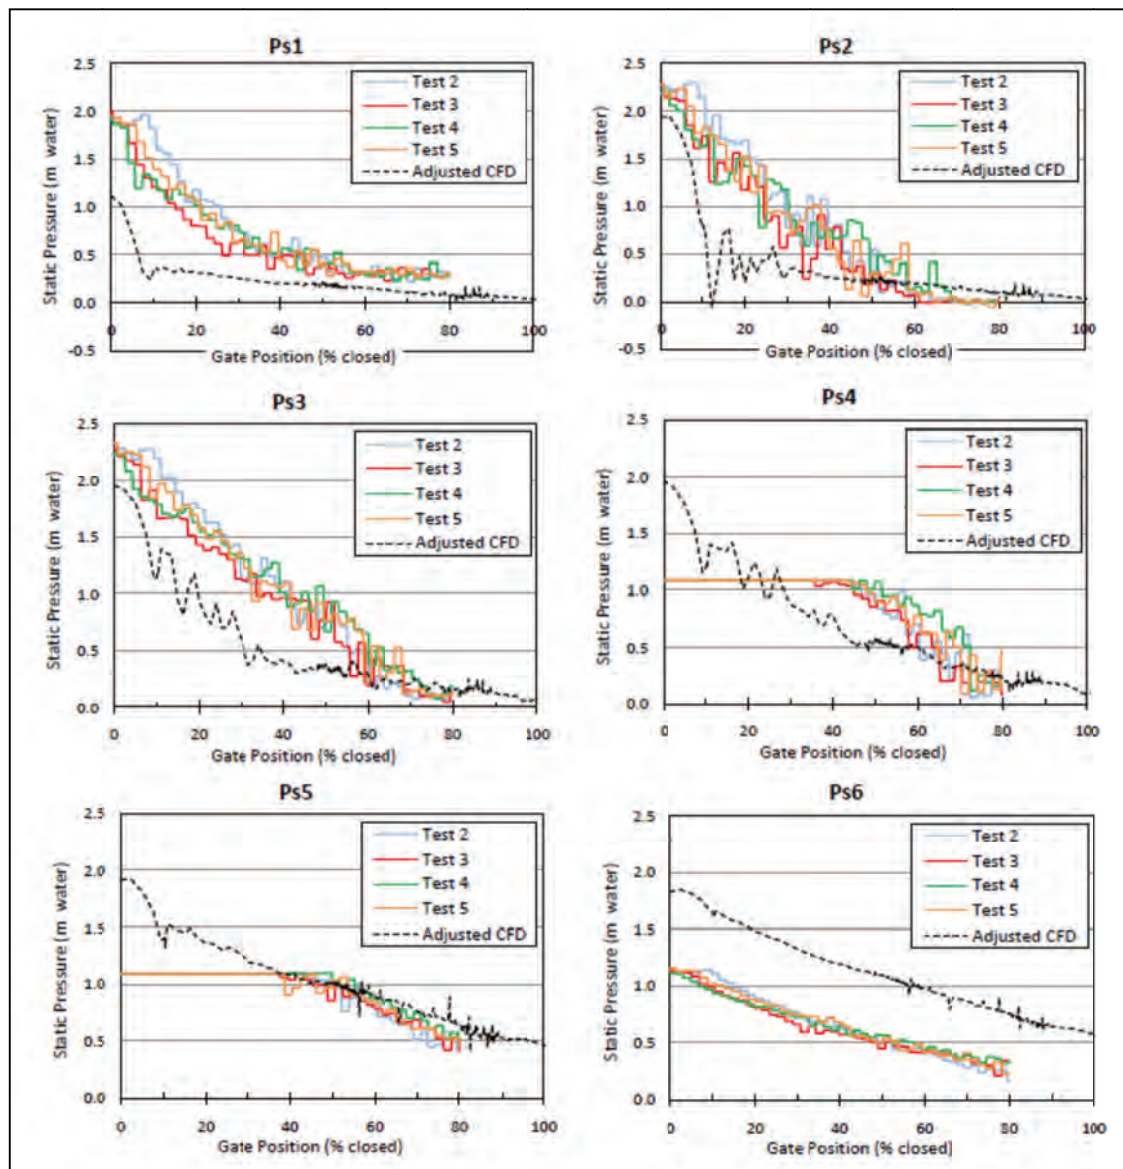 Ps1
2.5
2.0
1.5
1.0
0.5
0.0
-0.5
Static Pressure (m water)
Test 2
Test 3
Test 4
Test 5
Adjusted CFD
0 20 40 60 80 100
Gate Position (% closed)
Ps2
2.5
2.0
1.5
1.0
0.5
0.0
-0.5
Static Pressure (m water)
Test 2
Test 3
Test 4
Test 5
Adjusted CFD
0 20 40 60 80 100
Gate Position (% closed)
Ps3
2.5
2.0
1.5
1.0
0.5
0.0
Static Pressure (m water)
Test 2
Test 3
Test 4
Test 5
Adjusted CFD
0 20 40 60 80 100
Gate Position (% closed)
Ps4
2.5
2.0
1.5
1.0
0.5
0.0
Static Pressure (m water)
Test 2
Test 3
Test 4
Test 5
Adjusted CFD
0 20 40 60 80 100
Gate Position (% closed)
Ps5
2.5
2.0
1.5
1.0
0.5
0.0
Static Pressure (m water)
Test 2
Test 3
Test 4
Test 5
Adjusted CFD
0 20 40 60 80 100
Gate Position (% closed)
Ps6
2.5
2.0
1.5
1.0
0.5
0.0
Static Pressure (m water)
Test 2
Test 3
Test 4
Test 5
Adjusted CFD
0 20 40 60 80 100
Gate Position (% closed)